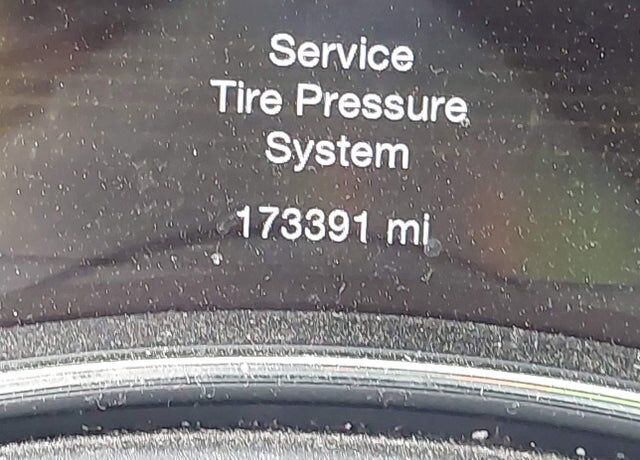 Service
Tire Pressure
System
173391 mi